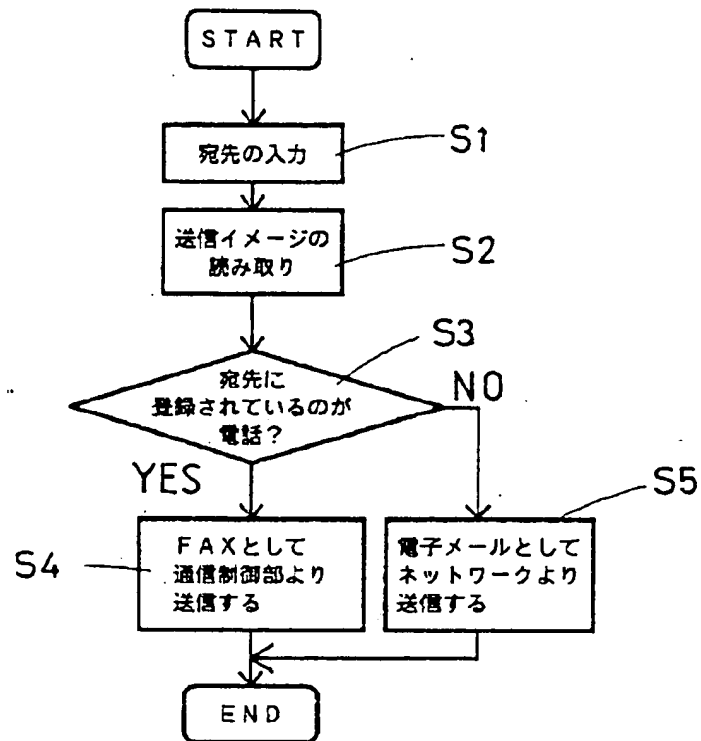 START
宛先の入力
S1
送信イメージの
読み取り
S2
S3
宛先に
登録されているのが
電話？
NO
YES
S5
S4
FAXとして
通信制御部より
送信する
電子メールとして
ネットワークより
送信する
END